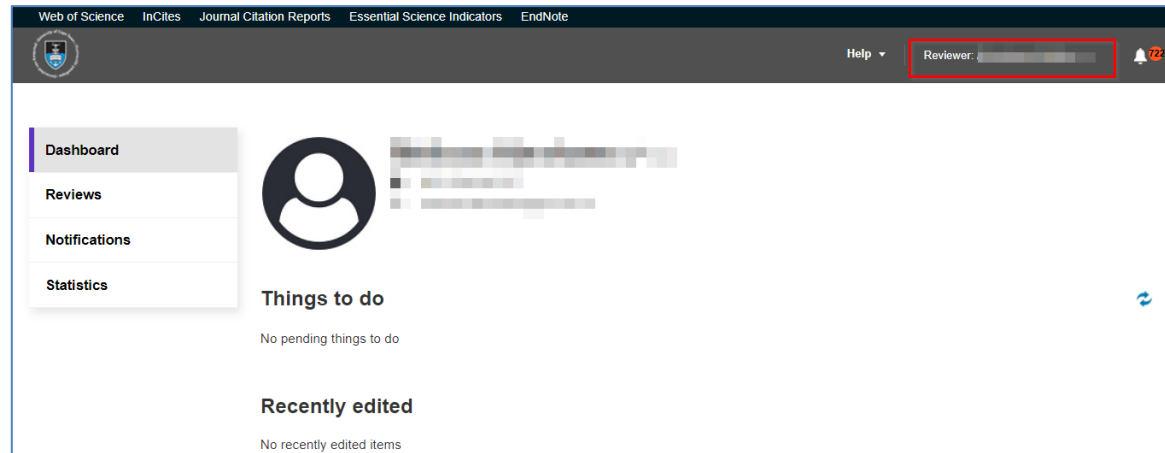 Web of Science InCites Journal Citation Reports Essential Science Indicators EndNote
Help Reviewer: 722
Dashboard
Reviews
Notifications
Statistics
Things to do
No pending things to do
Recently edited
No recently edited items